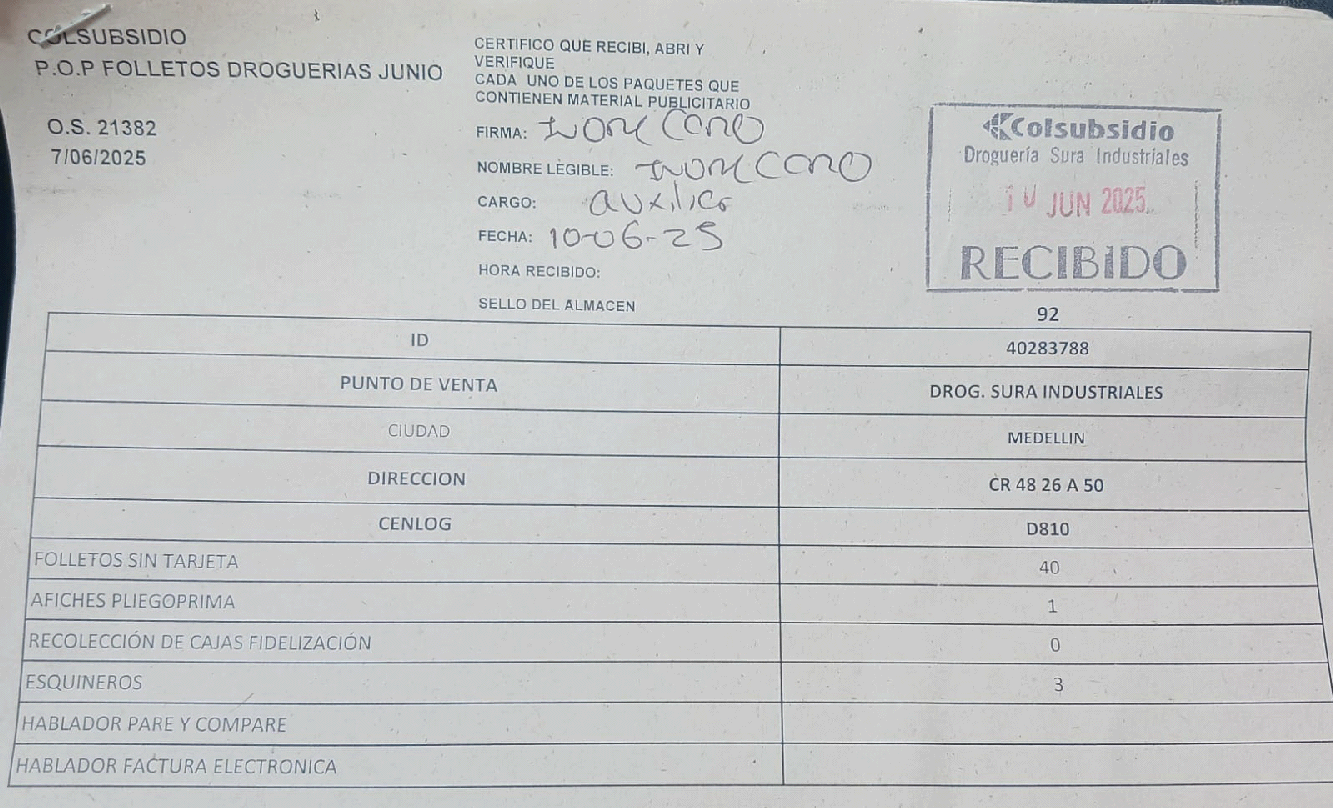 COLSUBSIDIO
P.O.P FOLLETOS DROGUERIAS JUNIO
O.S. 21382
7/06/2025
CERTIFICO QUE RECIBI, ABRI Y
VERIFIQUE
CADA UNO DE LOS PAQUETES QUE
CONTIENEN MATERIAL PUBLICITARIO
FIRMA:
NOMBRE LEGIBLE:
CARGO: auxiliar
FECHA: 10-06-25
HORA RECIBIDO:
SELLO DEL ALMACEN
Colsubsidio
Droguería Sura Industriales
10 JUN 2025
RECIBIDO
92
ID 40283788
PUNTO DE VENTA DROG. SURA INDUSTRIALES
CIUDAD MEDELLIN
DIRECCION CR 48 26 A 50
CENLOG D810
FOLLETOS SIN TARJETA 40
AFICHES PLIEGOPRIMA 1
RECOLECCIÓN DE CAJAS FIDELIZACIÓN 0
ESQUINEROS 3
HABLADOR PARE Y COMPARE
HABLADOR FACTURA ELECTRONICA